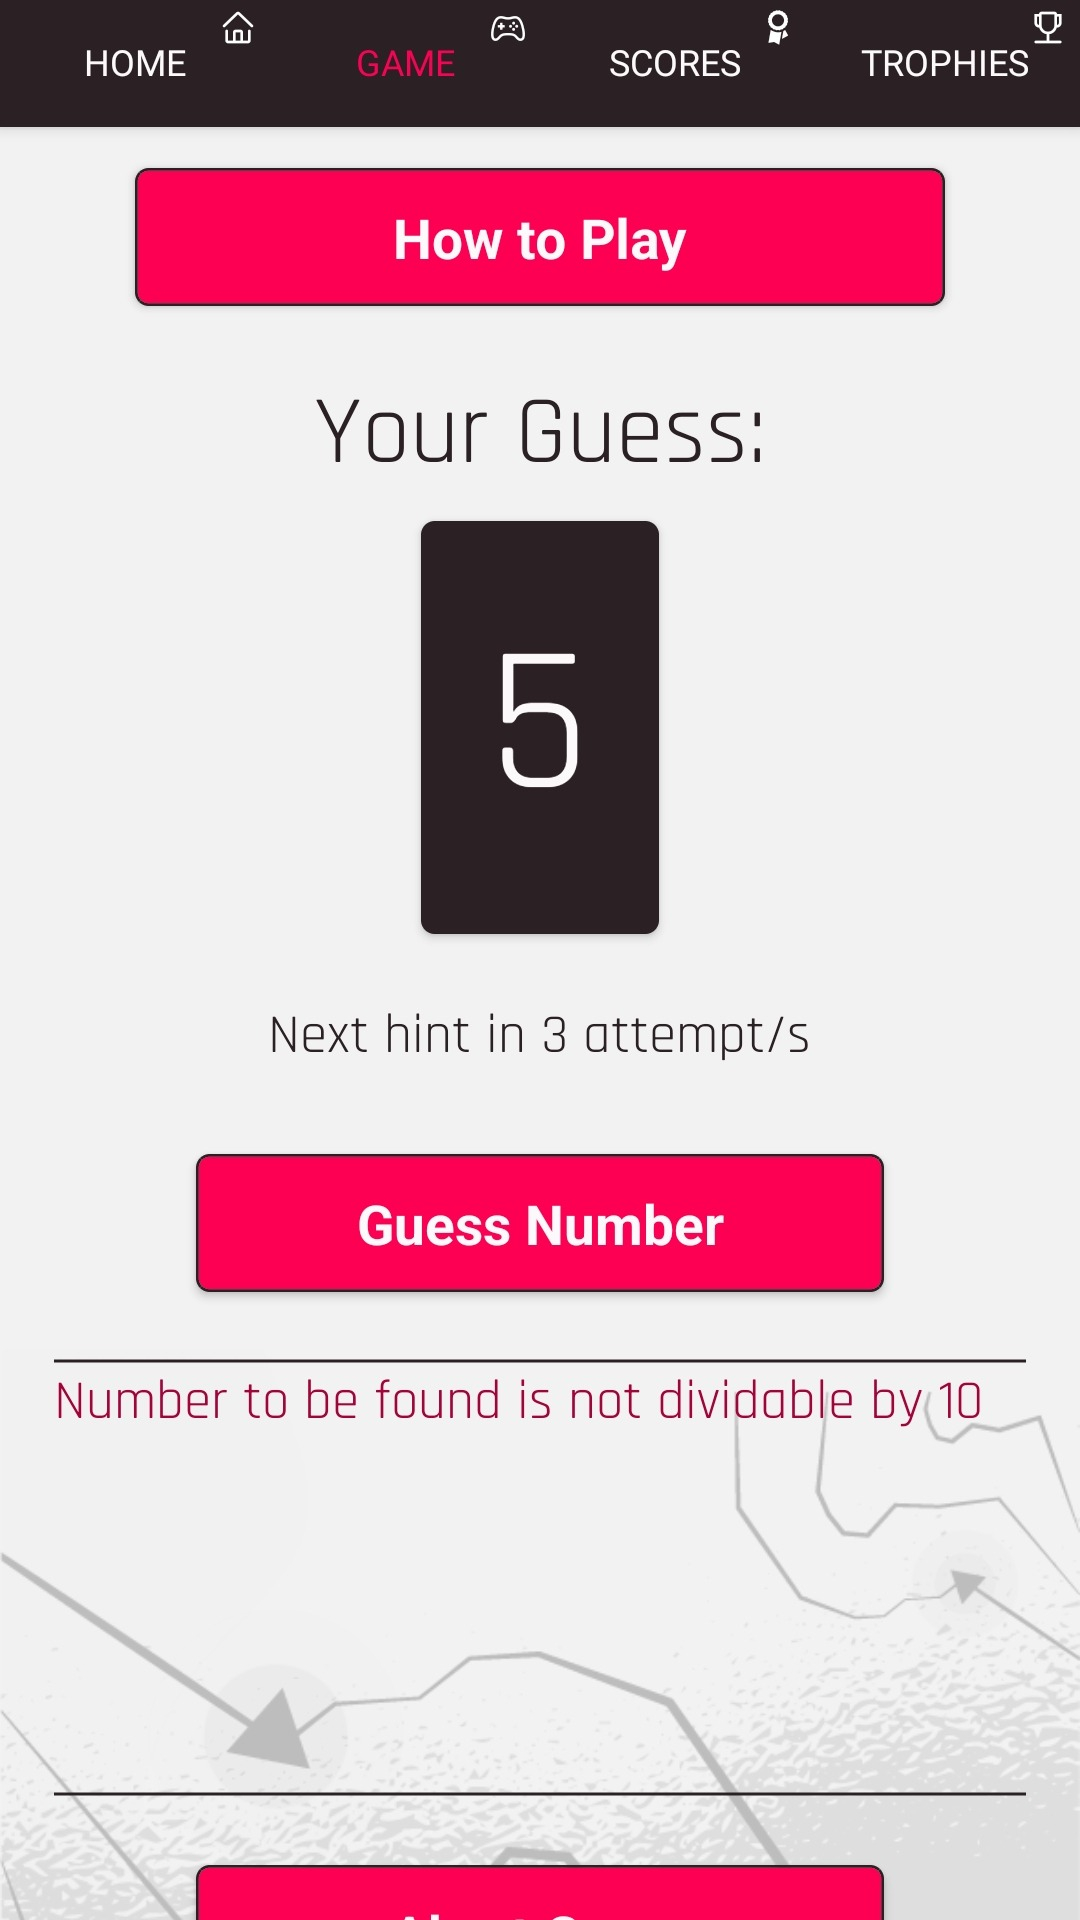 HOME
GAME
SCORES
TROPHIES
How to Play
Your Guess:
5
Next hint in 3 attempt/s
Guess Number
Number to be found is not dividable by 10